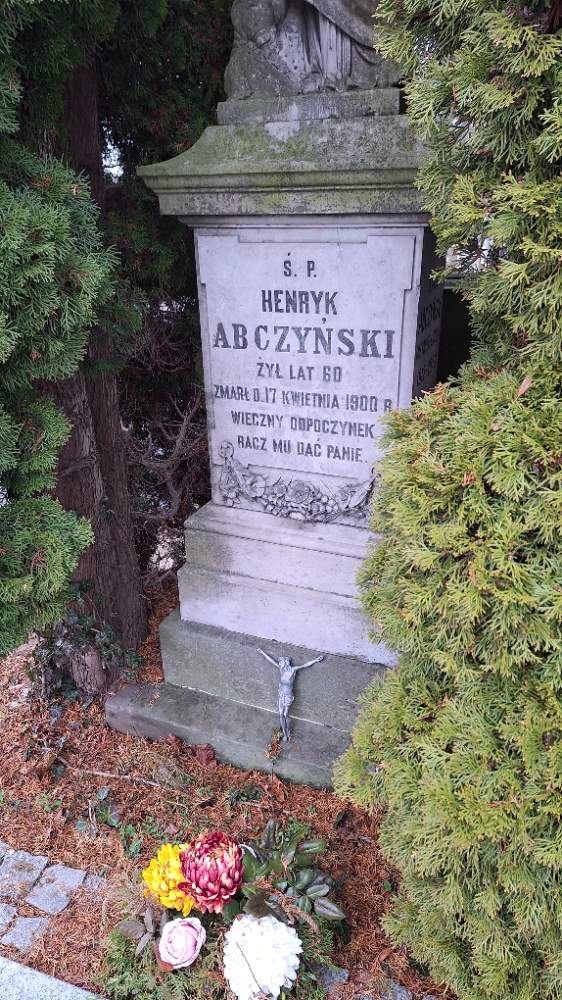 Ś. P.
HENRYK
ABCZYŃSKI
ŻYŁ LAT 60
ZMARŁ D. 17 KWIETNIA 1900 R.
WIECZNY ODPOCZYNEK
RACZ MU DAĆ PANIE.